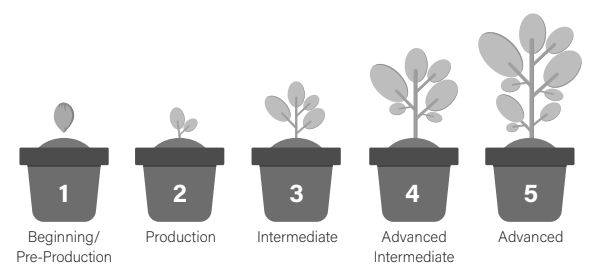 1 2 3 4 5
Beginning/ Production Intermediate Advanced Advanced
Pre-Production Intermediate